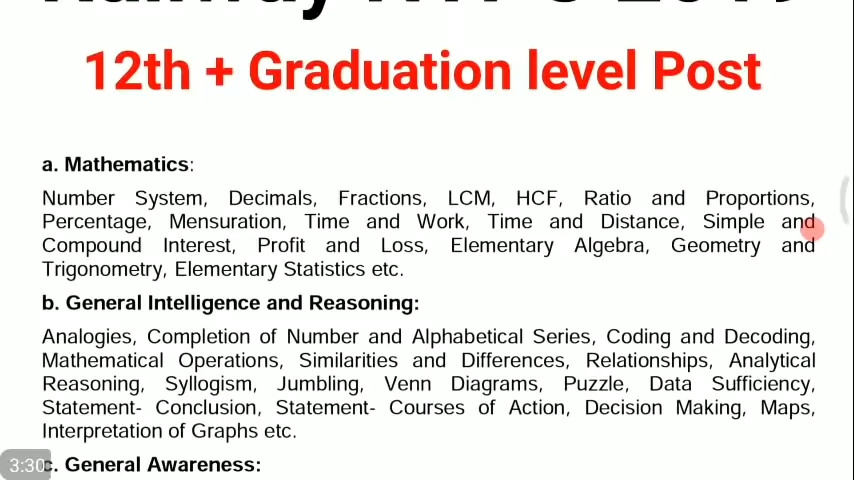 12th + Graduation level Post
a. Mathematics:
Number System, Decimals, Fractions, LCM, HCF, Ratio and Proportions,
Percentage, Mensuration, Time and Work, Time and Distance, Simple and
Compound Interest, Profit and Loss, Elementary Algebra, Geometry and
Trigonometry, Elementary Statistics etc.
b. General Intelligence and Reasoning:
Analogies, Completion of Number and Alphabetical Series, Coding and Decoding,
Mathematical Operations, Similarities and Differences, Relationships, Analytical
Reasoning, Syllogism, Jumbling, Venn Diagrams, Puzzle, Data Sufficiency,
Statement- Conclusion, Statement- Courses of Action, Decision Making, Maps,
Interpretation of Graphs etc.
3:30 c. General Awareness: